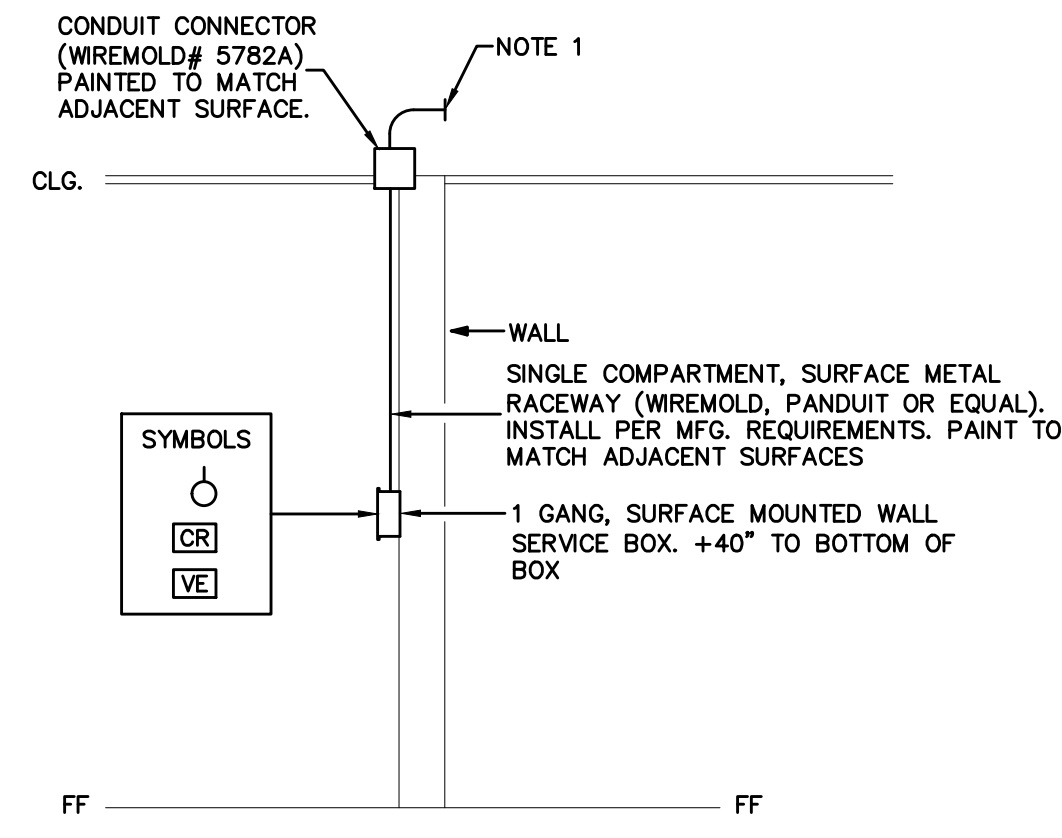 CONDUIT CONNECTOR
(WIREMOLD# 5782A)
PAINTED TO MATCH
ADJACENT SURFACE.
NOTE 1
CLG.
WALL
SINGLE COMPARTMENT, SURFACE METAL
RACEWAY (WIREMOLD, PANDUIT OR EQUAL).
INSTALL PER MFG. REQUIREMENTS. PAINT TO
MATCH ADJACENT SURFACES
SYMBOLS
CR
VE
1 GANG, SURFACE MOUNTED WALL
SERVICE BOX. +40" TO BOTTOM OF
BOX
FF
FF